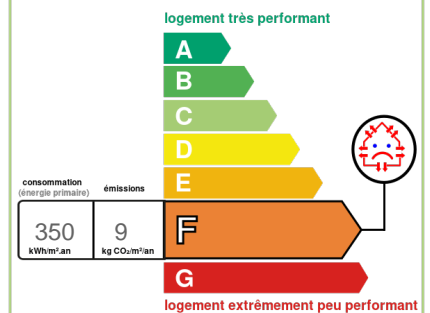 logement très performant
A
B
C
D
E
consommation
(énergie primaire)
émissions
350
9
F
kWh/m².an
kg CO₂/m²/an
G
logement extrêmement peu performant